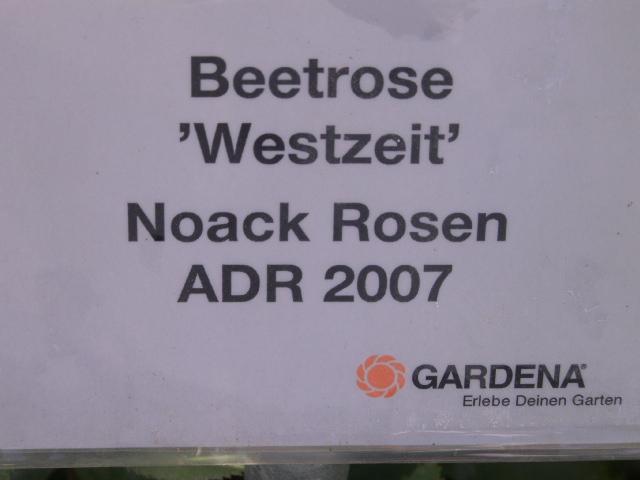 Beetrose
’Westzeit’
Noack Rosen
ADR 2007
GARDENA®
Erlebe Deinen Garten